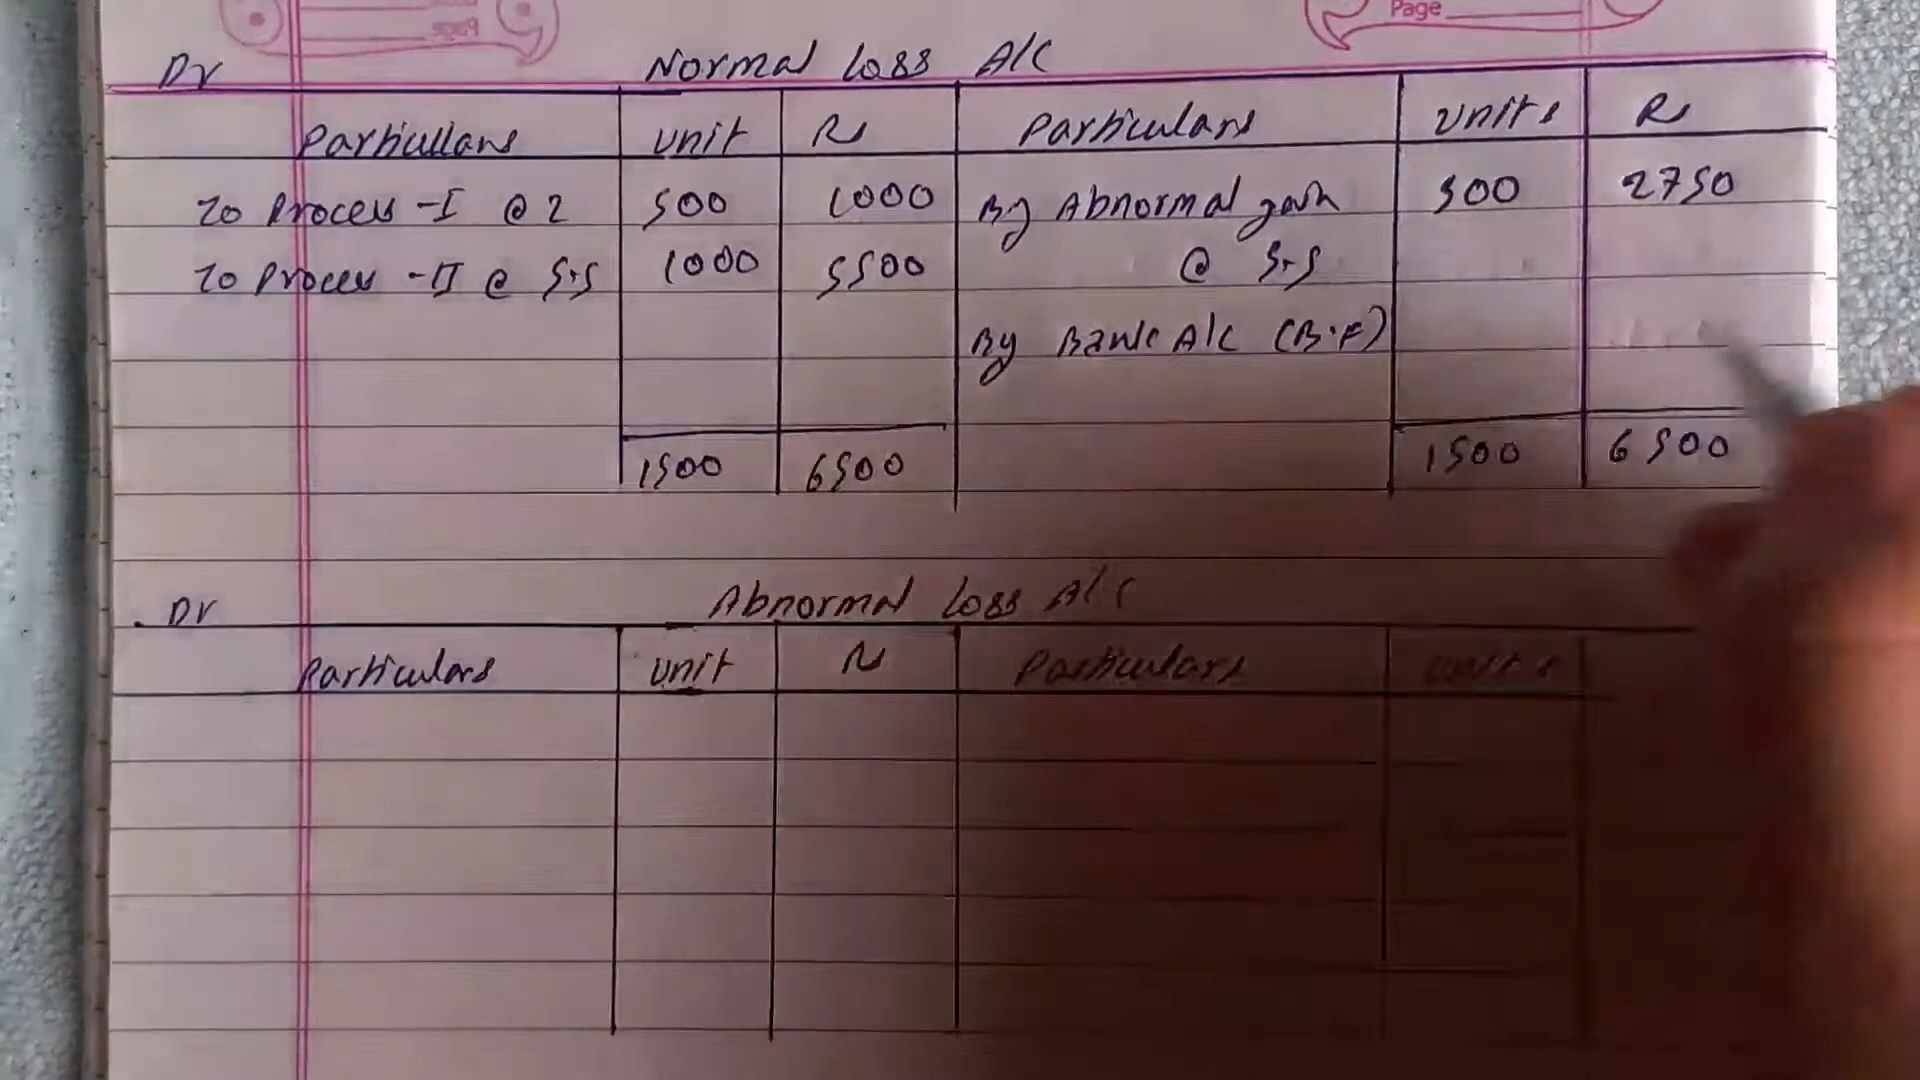 Page
Dr Normal Loss A/C
Particulars unit Rs Particulars Units Rs
To Process -I @ 2 500 1000 By Abnormal gain 500 2750
To Process -II @ 5.5 1000 5500 @ 5.5
By Bank A/C (B.F)
1500 6500 1500 6500
Dr Abnormal Loss A/C
Particulars unit Rs Particulars units